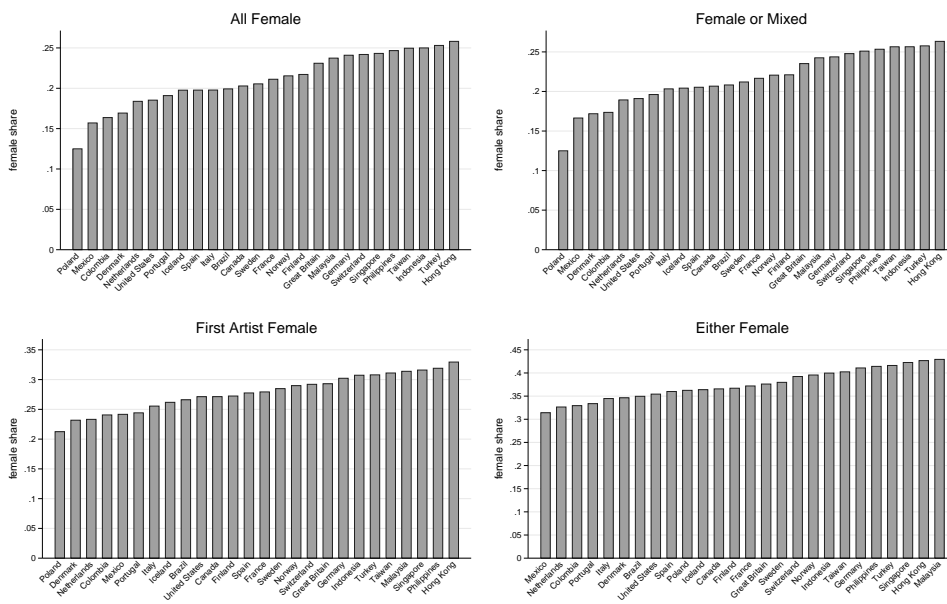 All Female
female share
.25
.2
.15
.1
.05
0
Poland
Mexico
Colombia
Denmark
Netherlands
United States
Portugal
Iceland
Spain
Italy
Brazil
Canada
Sweden
France
Norway
Finland
Great Britain
Malaysia
Germany
Switzerland
Singapore
Philippines
Taiwan
Indonesia
Turkey
Hong Kong
Female or Mixed
female share
.25
.2
.15
.1
.05
0
Poland
Mexico
Denmark
Colombia
Netherlands
United States
Portugal
Italy
Iceland
Spain
Canada
Brazil
Sweden
France
Norway
Finland
Great Britain
Malaysia
Germany
Switzerland
Singapore
Philippines
Taiwan
Indonesia
Turkey
Hong Kong
First Artist Female
female share
.35
.3
.25
.2
.15
.1
.05
0
Poland
Denmark
Netherlands
Colombia
Mexico
Portugal
Italy
Iceland
Brazil
United States
Canada
Finland
Spain
France
Sweden
Norway
Switzerland
Great Britain
Germany
Indonesia
Turkey
Taiwan
Malaysia
Singapore
Philippines
Hong Kong
Either Female
female share
.45
.4
.35
.3
.25
.2
.15
.1
.05
0
Mexico
Netherlands
Colombia
Portugal
Italy
Denmark
Brazil
United States
Spain
Poland
Iceland
Canada
Finland
France
Great Britain
Sweden
Switzerland
Norway
Indonesia
Taiwan
Germany
Philippines
Turkey
Singapore
Hong Kong
Malaysia